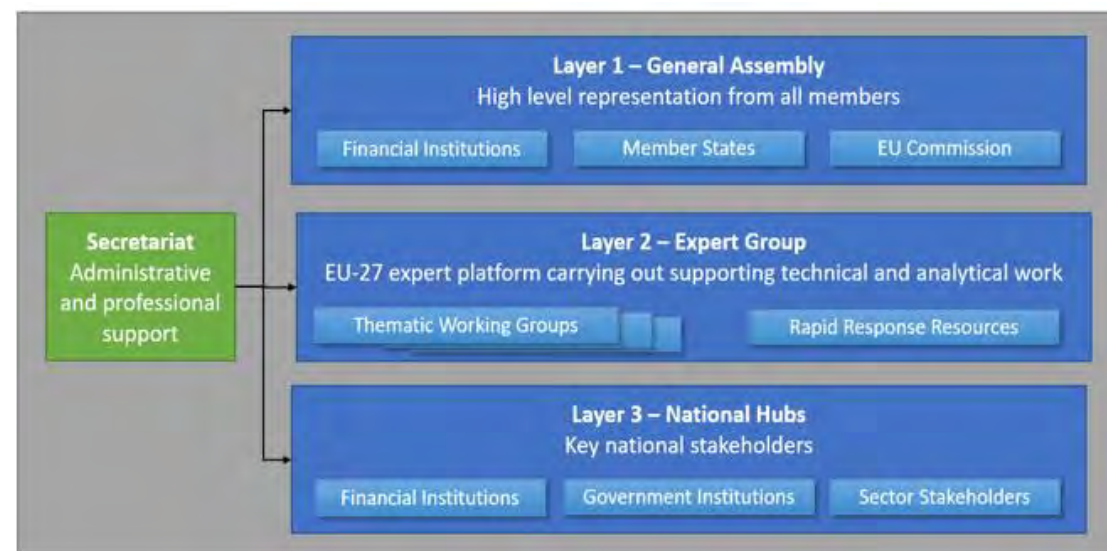 Layer 1 – General Assembly
High level representation from all members
Financial Institutions
Member States
EU Commission
Secretariat
Administrative
and professional
support
Layer 2 – Expert Group
EU-27 expert platform carrying out supporting technical and analytical work
Thematic Working Groups
Rapid Response Resources
Layer 3 – National Hubs
Key national stakeholders
Financial Institutions
Government Institutions
Sector Stakeholders